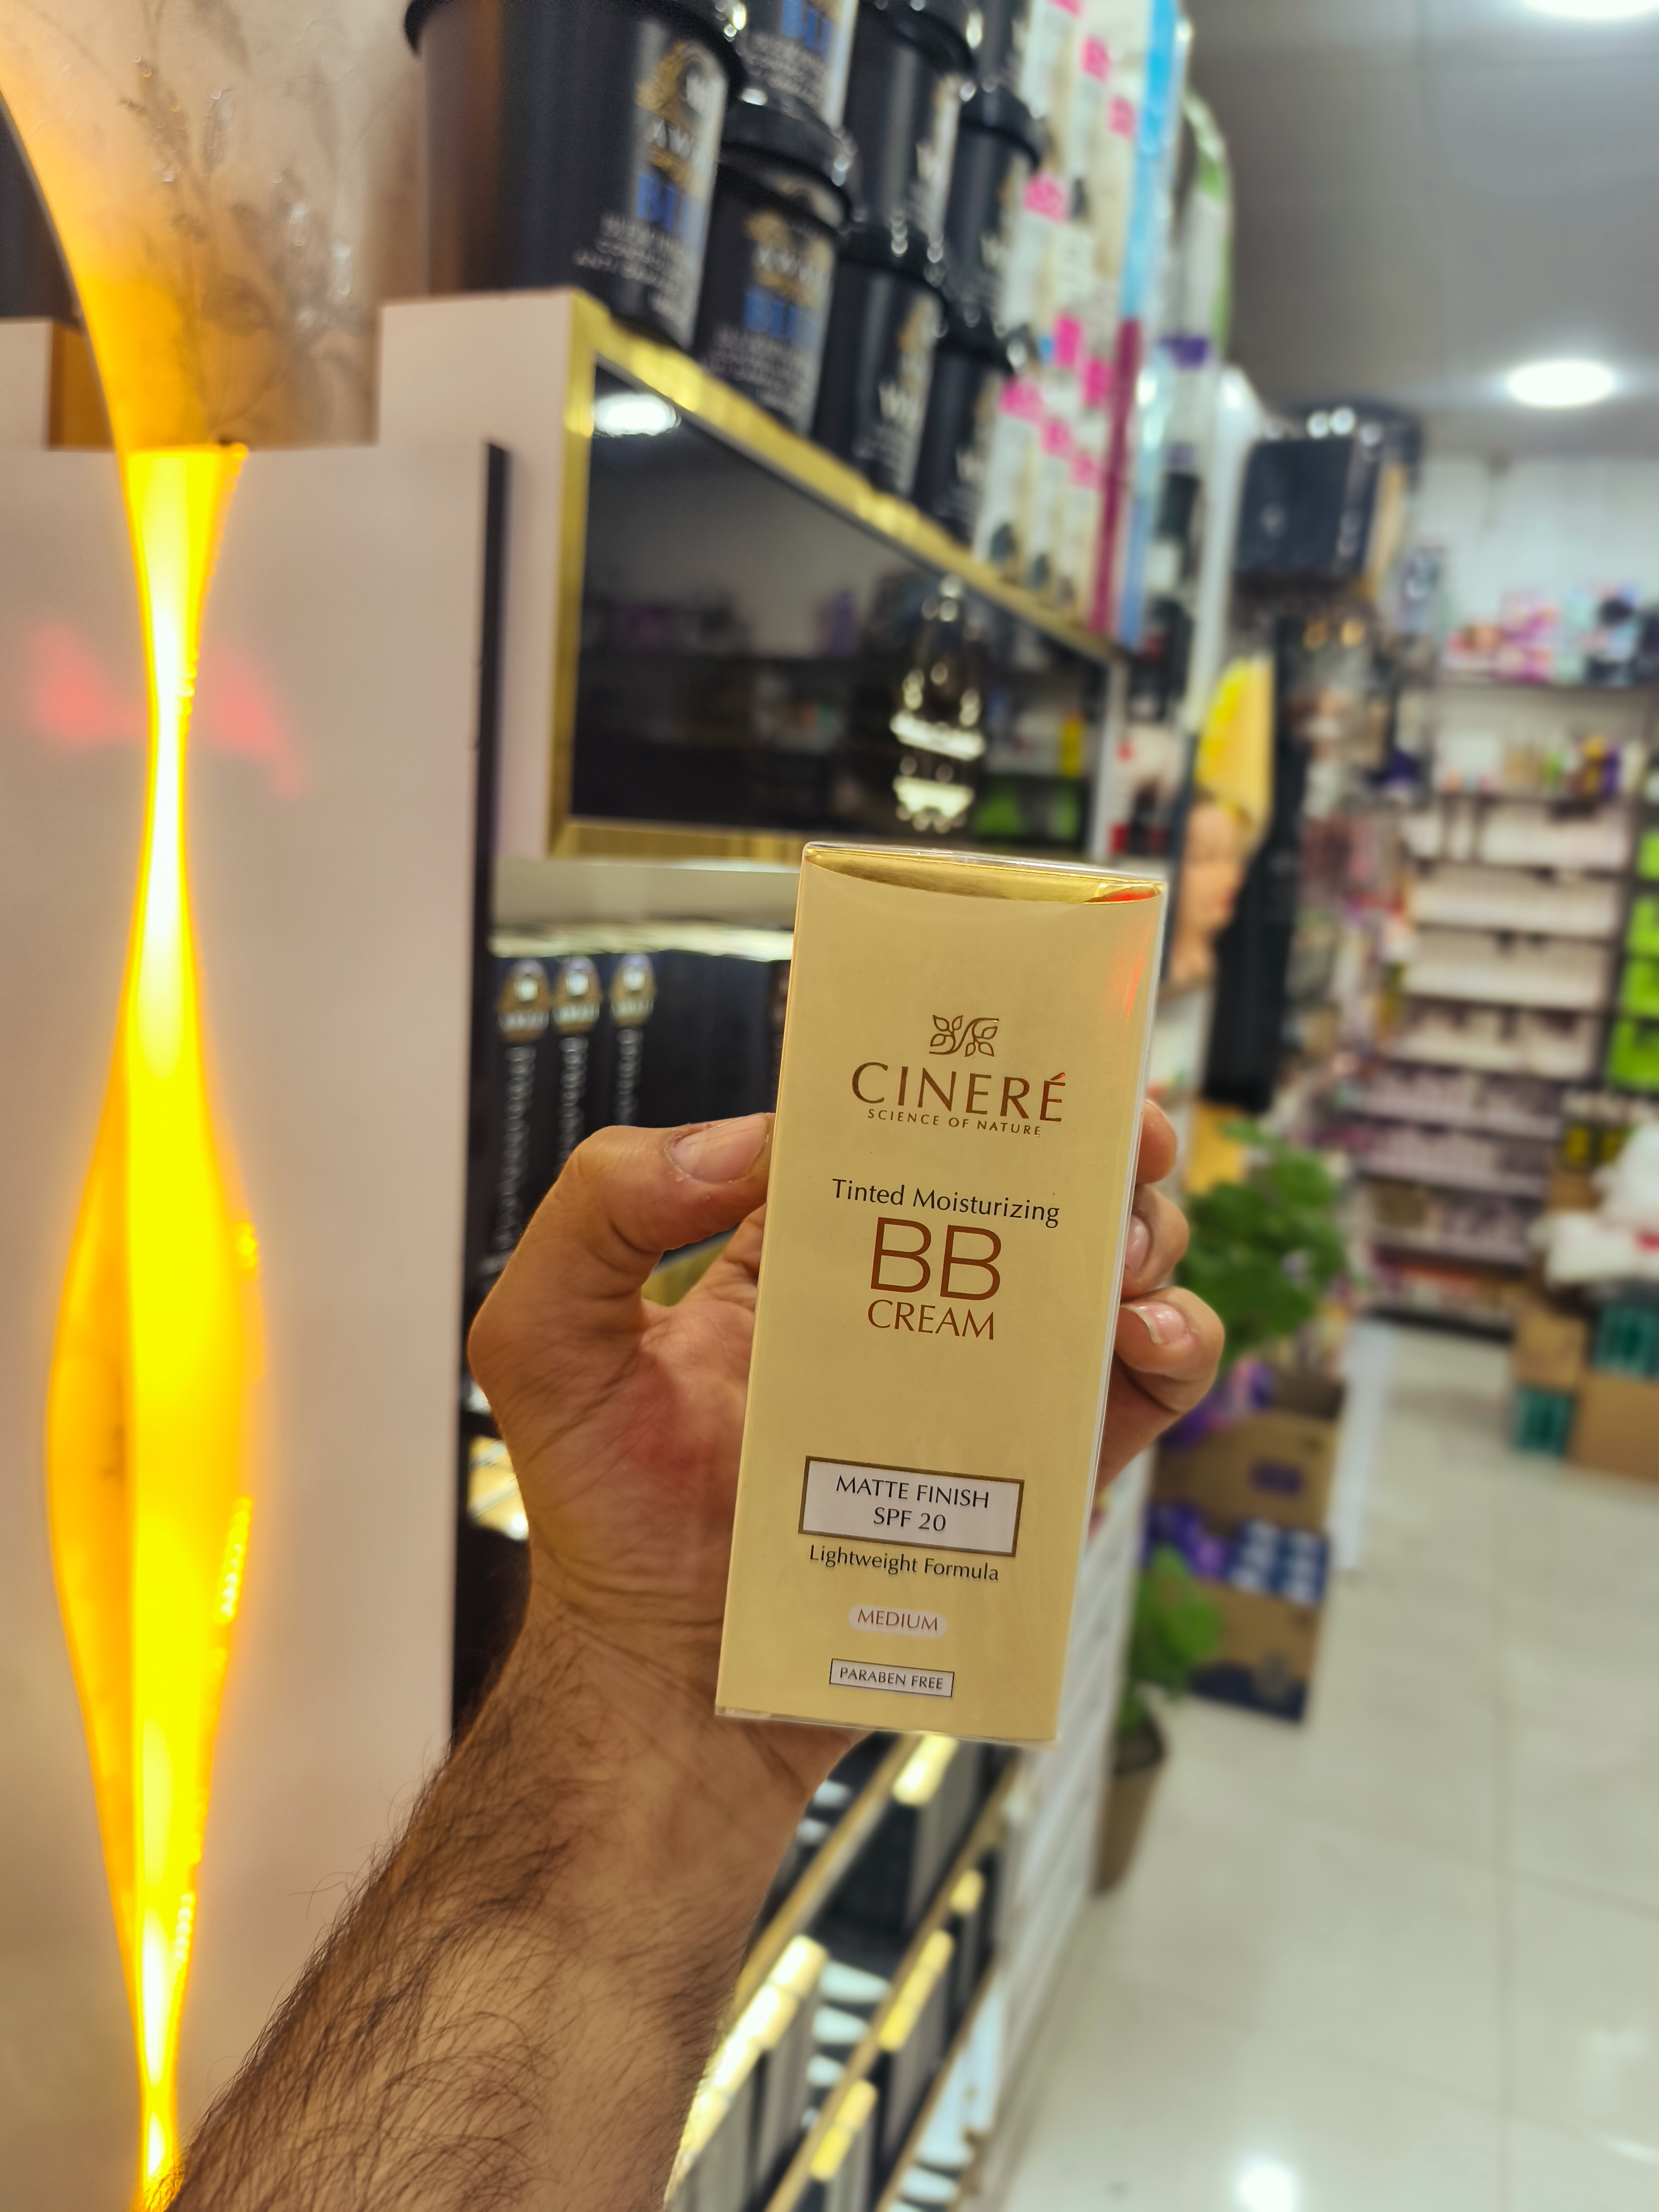 CINERÉ
SCIENCE OF NATURE
Tinted Moisturizing
BB
CREAM
MATTE FINISH
SPF 20
Lightweight Formula
MEDIUM
PARABEN FREE